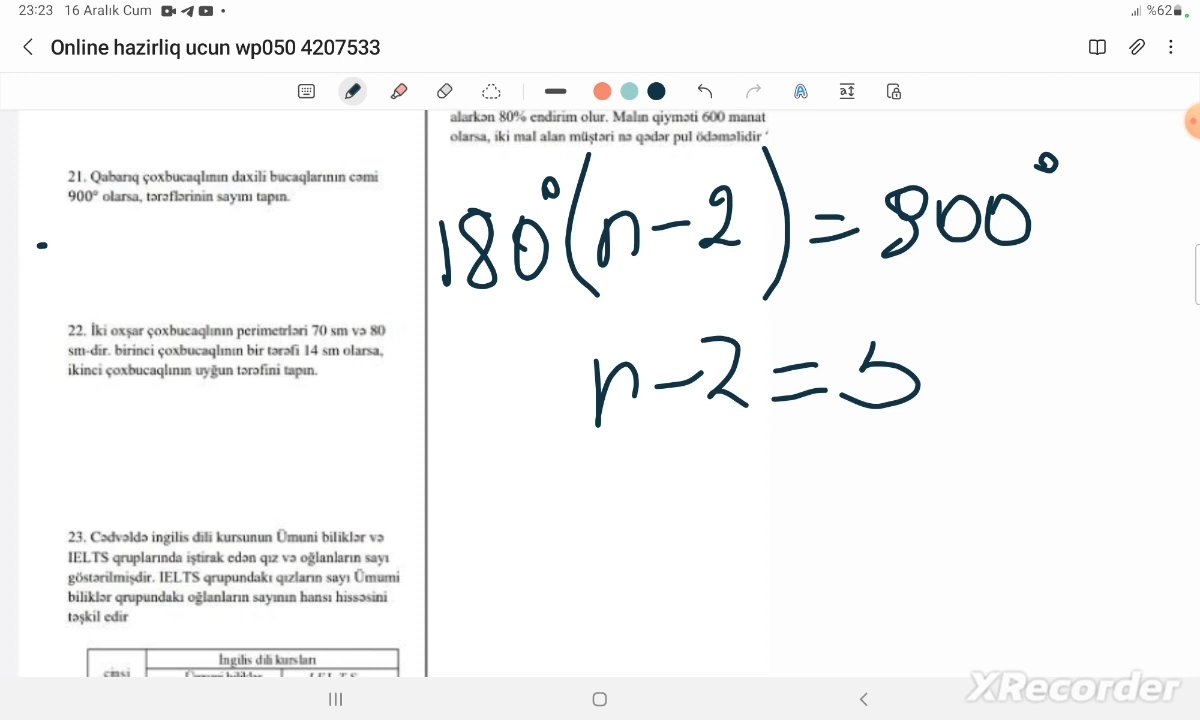 23:23 16 Aralık Cum %62
Online hazirliq ucun wp050 4207533
alarkən 80% endirim olur. Malın qiyməti 600 manat
olarsa, iki mal alan müştəri nə qədər pul ödəməlidir
21. Qabarıq çoxbucaqlının daxili bucaqlarının cəmi
900° olarsa, tərəflərinin sayını tapın.
180°(n-2)=900°
n-2=5
22. İki oxşar çoxbucaqlının perimetrləri 70 sm və 80
sm-dir. birinci çoxbucaqlının bir tərəfi 14 sm olarsa,
ikinci çoxbucaqlının uyğun tərəfini tapın.
23. Cədvəldə ingilis dili kursunun Ümuni biliklər və
IELTS qruplarında iştirak edən qız və oğlanların sayı
göstərilmişdir. IELTS qrupundakı qızların sayı Ümumi
biliklər qrupundakı oğlanların sayının hansı hissəsini
təşkil edir
İngilis dili kursları
XRecorder